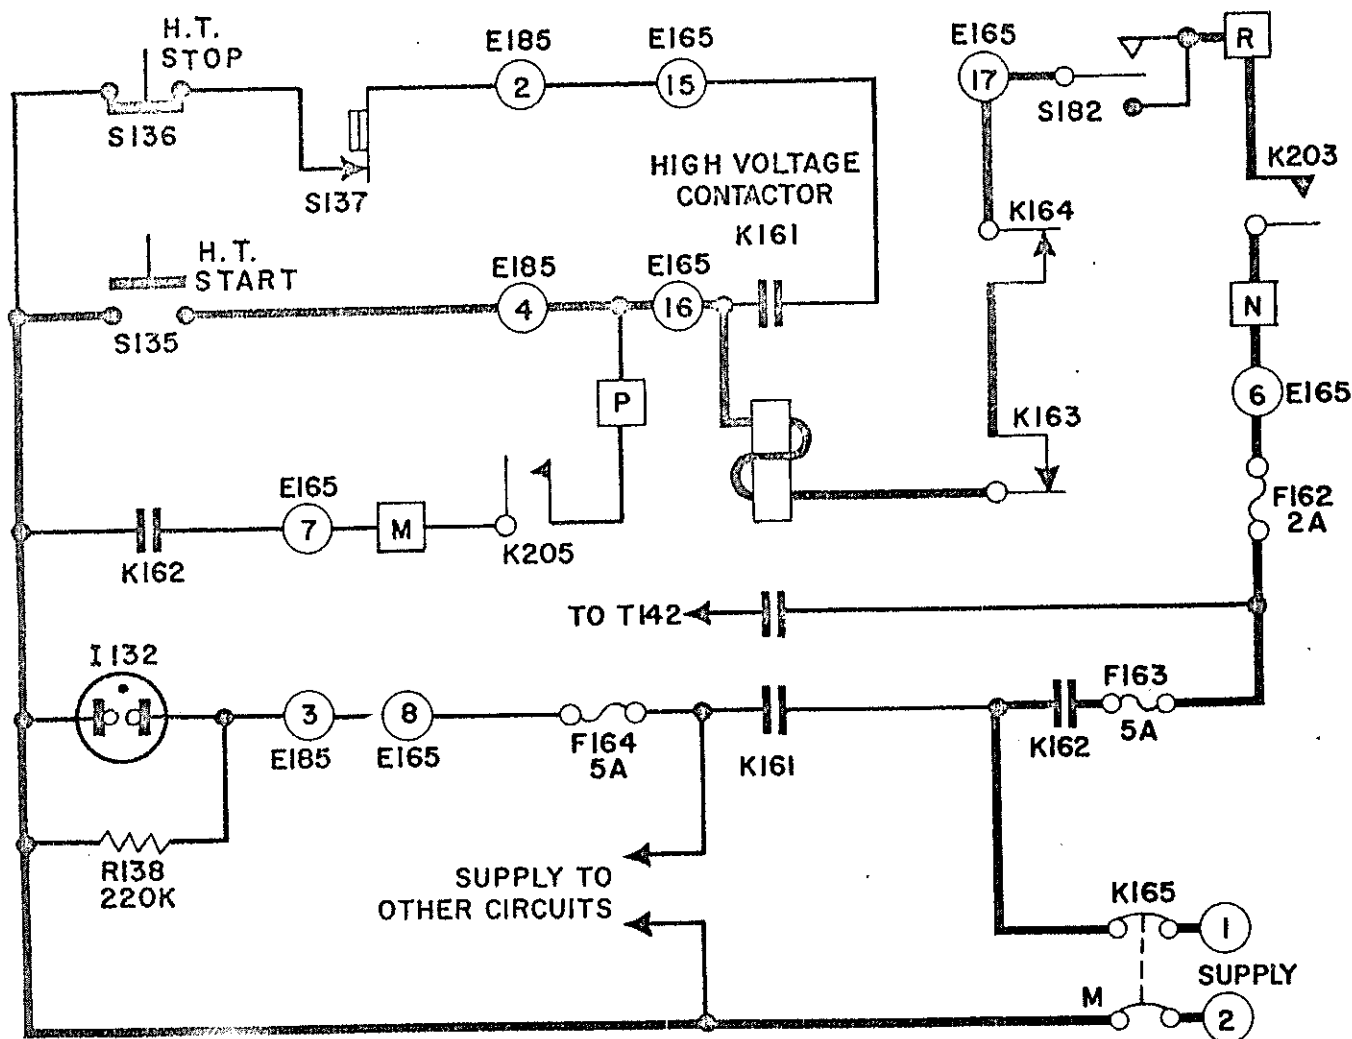 H.T.
STOP
S136
S137
E185
2
E165
15
E165
17
S182
R
K203
HIGH VOLTAGE
CONTACTOR
K161
K164
H.T.
START
S135
E185
4
E165
16
N
P
6
E165
K163
E165
7
M
K205
K162
F162
2A
TO T142
I132
3
E185
8
E165
F164
5A
K161
K162
F163
5A
R138
220K
SUPPLY TO
OTHER CIRCUITS
K165
1
SUPPLY
M
2